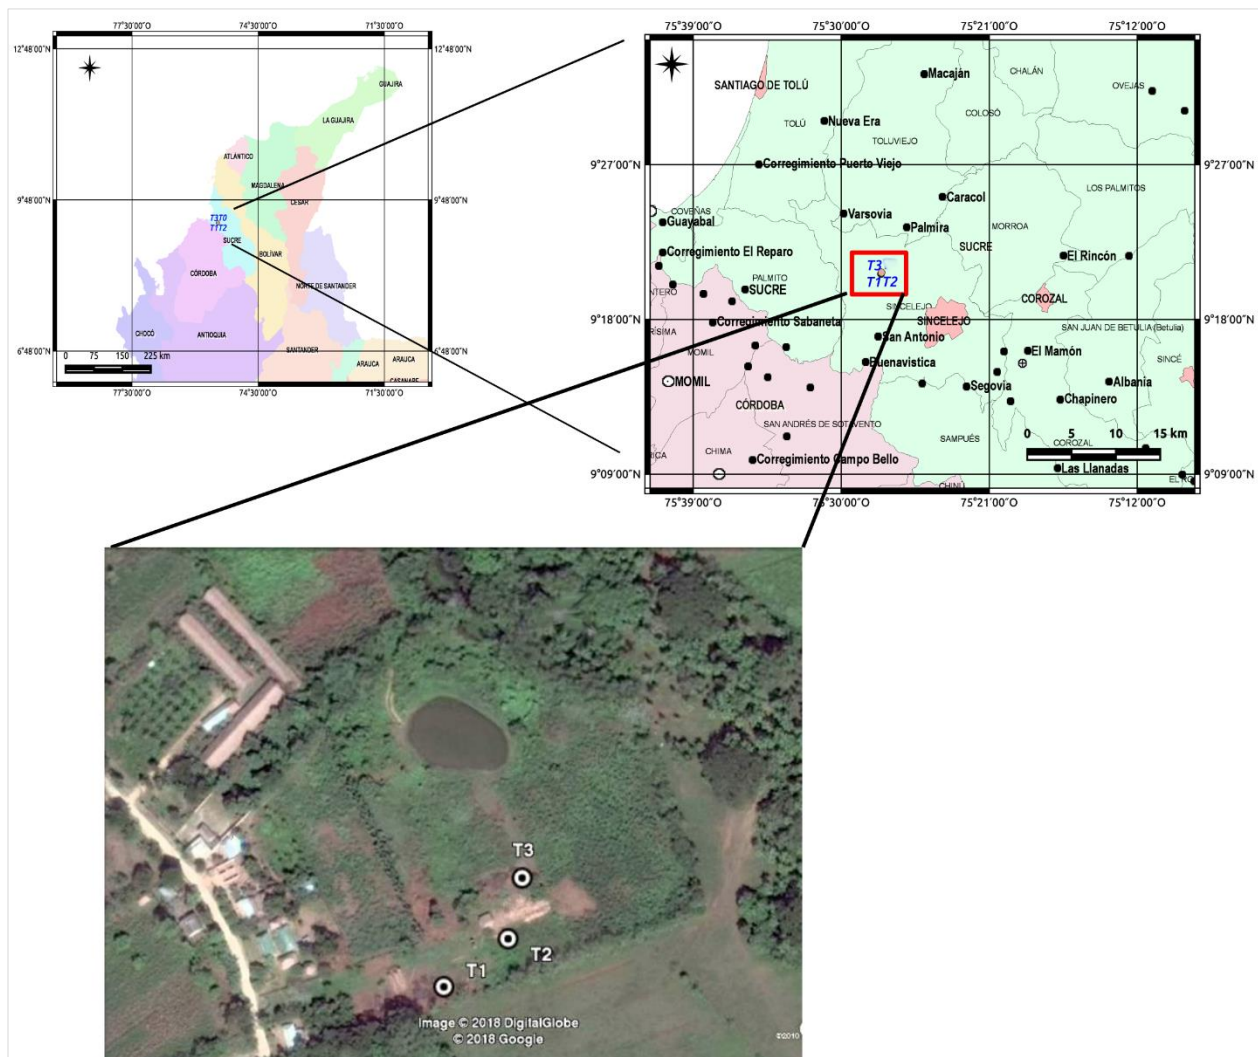 77°30'00"O 74°30'00"O 71°30'00"O
12°48'00"N 12°48'00"N
GUAJIRA
LA GUAJIRA
ATLÁNTICO
MAGDALENA
CESAR
9°48'00"N 9°48'00"N
T3T0
T1T2
SUCRE
BOLÍVAR
CÓRDOBA
NORTE DE SANTANDER
CHOCÓ
ANTIOQUIA
SANTANDER
ARAUCA
ARAUCA
CASANARE
6°48'00"N 6°48'00"N
0 75 150 225 km
77°30'00"O 74°30'00"O 71°30'00"O
75°39'00"O 75°30'00"O 75°21'00"O 75°12'00"O
Macaján
CHALÁN
SANTIAGO DE TOLÚ
OVEJAS
COLOSÓ
TOLÚ
Nueva Era
TOLUVIEJO
9°27'00"N 9°27'00"N
Corregimiento Puerto Viejo
LOS PALMITOS
Caracol
COVEÑAS
Varsovia
Guayabal
Palmira
MORROA
SUCRE
Corregimiento El Reparo
El Rincón
T3
T1T2
PALMITO
SUCRE
NTERO
COROZAL
SINCELEJO
9°18'00"N 9°18'00"N
Corregimiento Sabaneta
SINCELEJO
SAN JUAN DE BETULIA (Betulia)
RÍSIMA
San Antonio
MOMIL
El Mamón
SINCÉ
Buenavistica
MOMIL
Segovia
Albania
Chapinero
CÓRDOBA
SAN ANDRÉS DE SOTAVENTO
0 5 10 15 km
SAMPUÉS
COROZAL
CHIMA
ICA
Corregimiento Campo Bello
Las Llanadas
9°09'00"N 9°09'00"N
CHINÚ
EL RO
75°39'00"O 75°30'00"O 75°21'00"O 75°12'00"O
T3
T2
T1
Image © 2018 DigitalGlobe
© 2018 Google
©2010